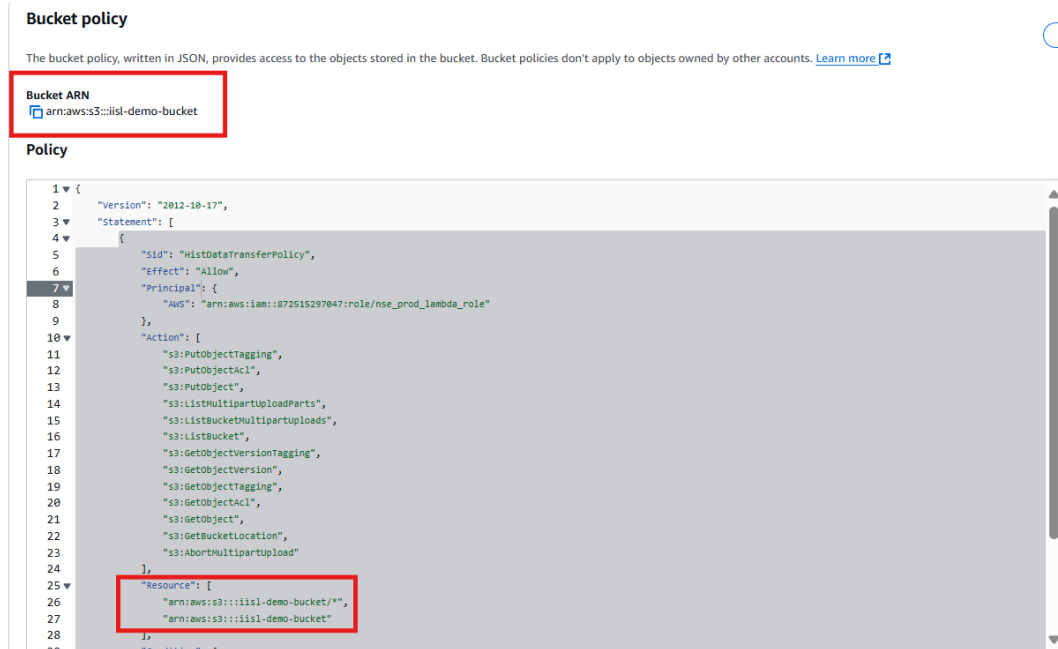 Bucket policy
The bucket policy, written in JSON, provides access to the objects stored in the bucket. Bucket policies don't apply to objects owned by other accounts. Learn more
Bucket ARN
arn:aws:s3:::iisl-demo-bucket
Policy
1 {
2 "Version": "2012-10-17",
3 "Statement": [
4 {
5 "Sid": "HistDataTransferPolicy",
6 "Effect": "Allow",
7 "Principal": {
8 "AWS": "arn:aws:iam::872515297047:role/nse_prod_lambda_role"
9 },
10 "Action": [
11 "s3:PutObjectTagging",
12 "s3:PutObjectAcl",
13 "s3:PutObject",
14 "s3:ListMultipartUploadParts",
15 "s3:ListBucketMultipartUploads",
16 "s3:ListBucket",
17 "s3:GetObjectVersionTagging",
18 "s3:GetObjectVersion",
19 "s3:GetObjectTagging",
20 "s3:GetObjectAcl",
21 "s3:GetObject",
22 "s3:GetBucketLocation",
23 "s3:AbortMultipartUpload"
24 ],
25 "Resource": [
26 "arn:aws:s3:::iisl-demo-bucket/*",
27 "arn:aws:s3:::iisl-demo-bucket"
28 ],